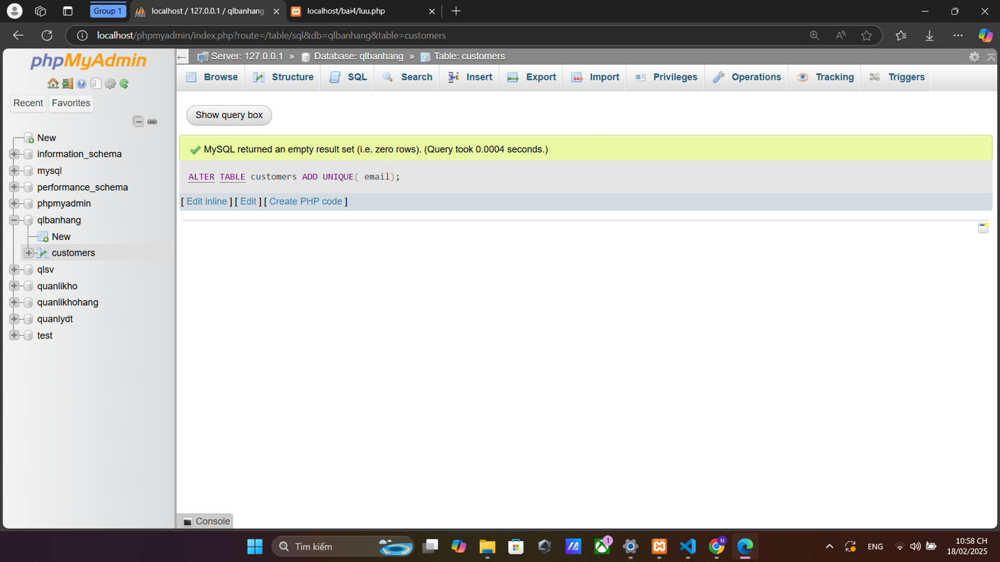 Group 1
localhost / 127.0.0.1 / qlbanhang
localhost/bai4/luu.php
localhost/phpmyadmin/index.php?route=/table/sql&db=qlbanhang&table=customers
phpMyAdmin
Recent
Favorites
New
information_schema
mysql
performance_schema
phpmyadmin
qlbanhang
New
customers
qlsv
quanlikho
quanlikhohang
quanlydt
test
Server: 127.0.0.1 » Database: qlbanhang » Table: customers
Browse Structure SQL Search Insert Export Import Privileges Operations Tracking Triggers
Show query box
MySQL returned an empty result set (i.e. zero rows). (Query took 0.0004 seconds.)
ALTER TABLE customers ADD UNIQUE( email);
[ Edit inline ] [ Edit ] [ Create PHP code ]
Console
Tìm kiếm
1
N
ENG
10:58 CH
18/02/2025